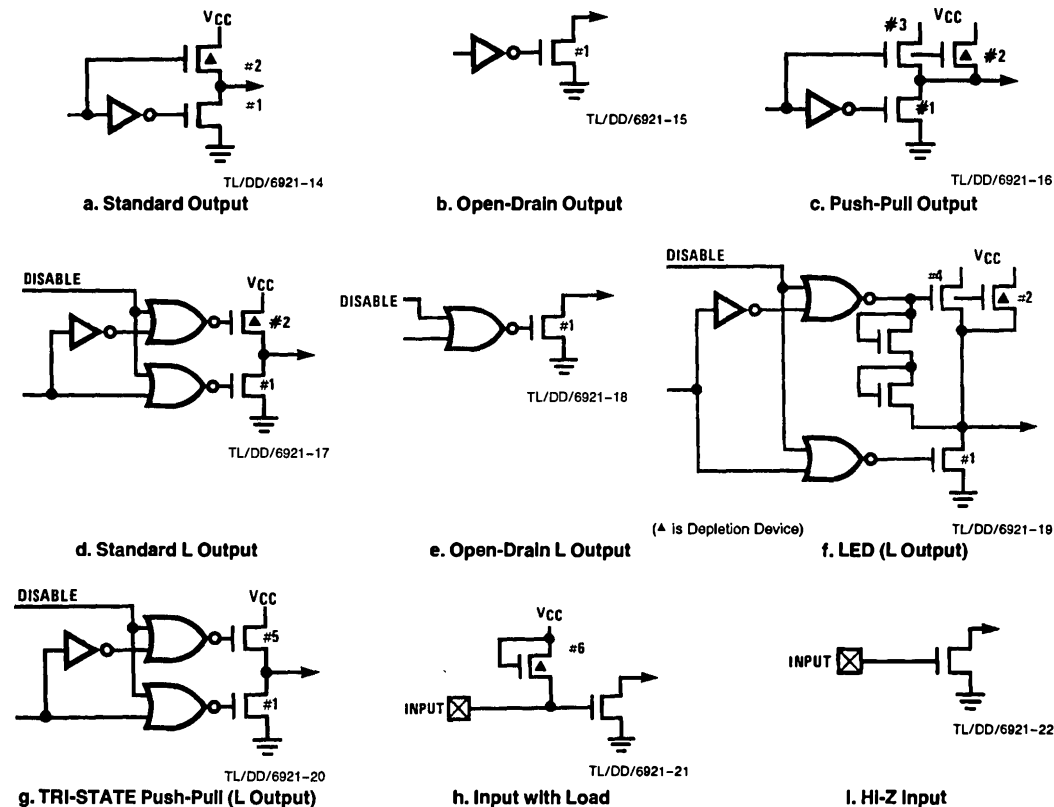 VCC
#2
#1
TL/DD/6921-14
a. Standard Output
#1
TL/DD/6921-15
b. Open-Drain Output
#3
VCC
#2
#1
TL/DD/6921-16
c. Push-Pull Output
DISABLE
VCC
#2
#1
TL/DD/6921-17
d. Standard L Output
DISABLE
#1
TL/DD/6921-18
e. Open-Drain L Output
DISABLE
VCC
#4
#2
#1
(▲ is Depletion Device)
TL/DD/6921-19
f. LED (L Output)
DISABLE
VCC
#5
#1
TL/DD/6921-20
g. TRI-STATE Push-Pull (L Output)
VCC
#6
INPUT
TL/DD/6921-21
h. Input with Load
INPUT
TL/DD/6921-22
i. Hi-Z Input